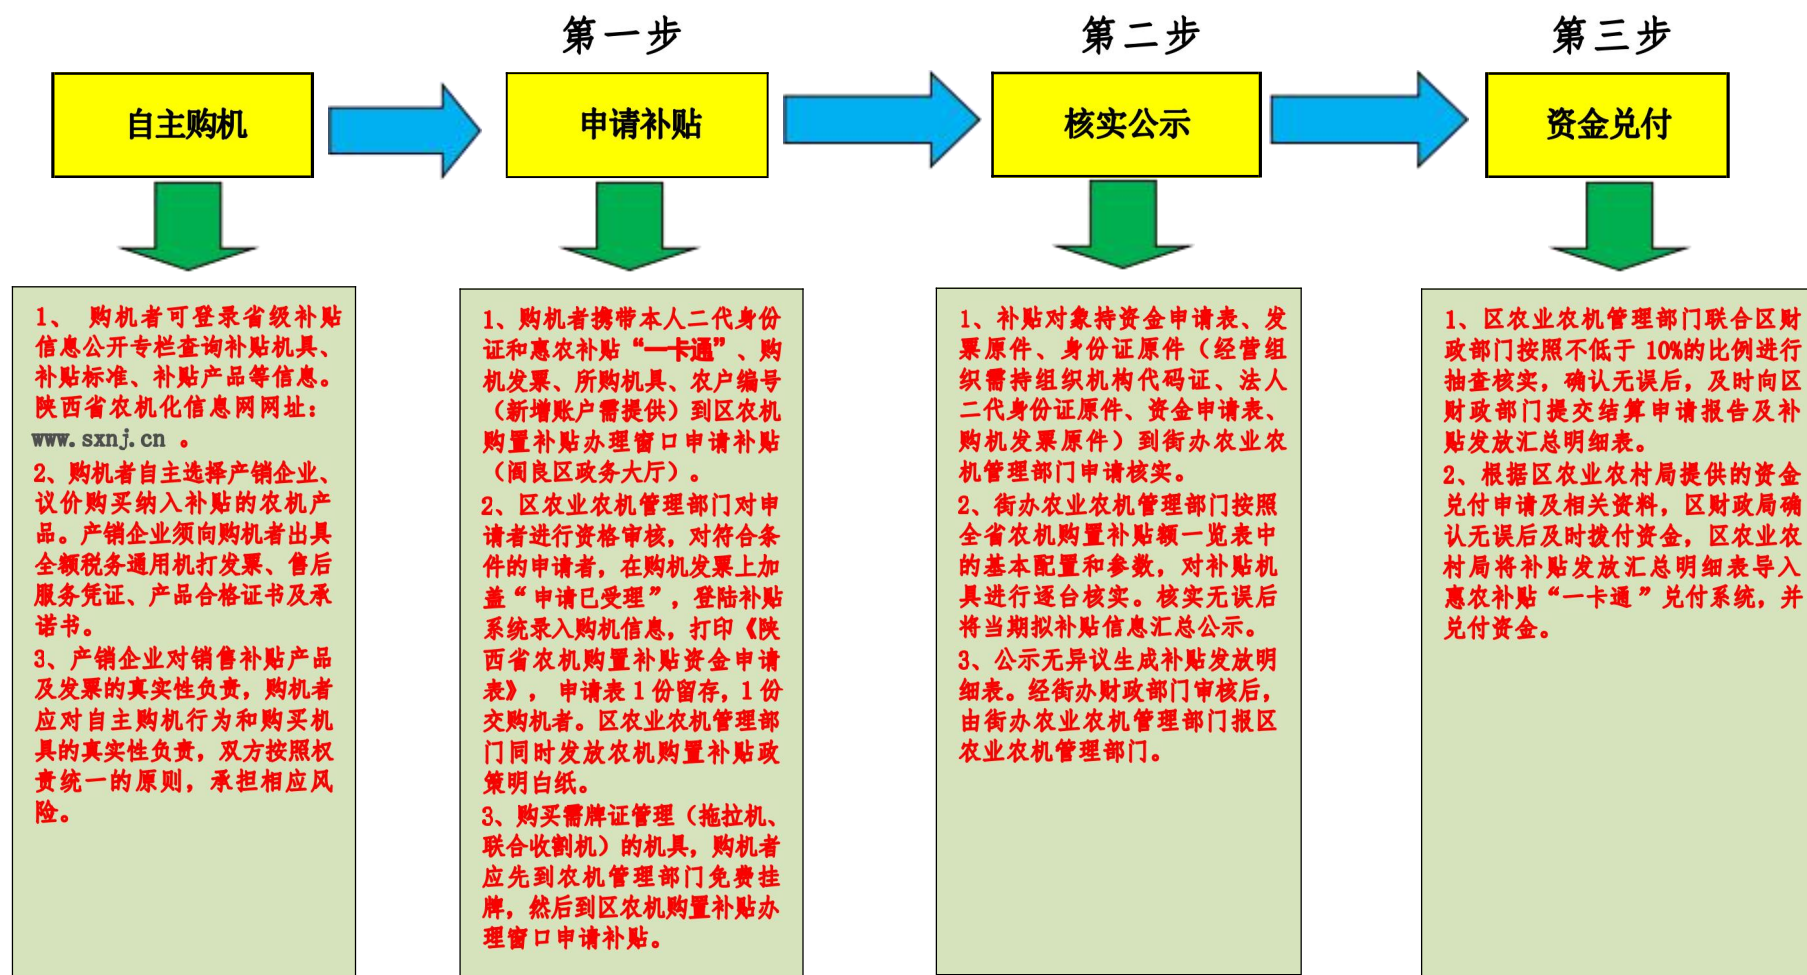 第一步
第二步
第三步
自主购机
申请补贴
核实公示
资金兑付
1、 购机者可登录省级补贴
信息公开专栏查询补贴机具、
补贴标准、补贴产品等信息。
陕西省农机化信息网网址：
www.sxnj.cn 。
2、购机者自主选择产销企业、
议价购买纳入补贴的农机产
品。产销企业须向购机者出具
全额税务通用机打发票、售后
服务凭证、产品合格证书及承
诺书。
3、产销企业对销售补贴产品
及发票的真实性负责，购机者
应对自主购机行为和购买机
具的真实性负责，双方按照权
责统一的原则，承担相应风
险。
1、购机者携带本人二代身份
证和惠农补贴“一卡通”、购
机发票、所购机具、农户编号
（新增账户需提供）到区农机
购置补贴办理窗口申请补贴
（阎良区政务大厅）。
2、区农业农机管理部门对申
请者进行资格审核，对符合条
件的申请者，在购机发票上加
盖“申请已受理”，登陆补贴
系统录入购机信息，打印《陕
西省农机购置补贴资金申请
表》， 申请表 1 份留存，1 份
交购机者。区农业农机管理部
门同时发放农机购置补贴政
策明白纸。
3、购买需牌证管理（拖拉机、
联合收割机）的机具，购机者
应先到农机管理部门免费挂
牌，然后到区农机购置补贴办
理窗口申请补贴。
1、补贴对象持资金申请表、发
票原件、身份证原件（经营组
织需持组织机构代码证、法人
二代身份证原件、资金申请表、
购机发票原件）到街办农业农
机管理部门申请核实。
2、街办农业农机管理部门按照
全省农机购置补贴额一览表中
的基本配置和参数，对补贴机
具进行逐台核实。核实无误后
将当期拟补贴信息汇总公示。
3、公示无异议生成补贴发放明
细表。经街办财政部门审核后，
由街办农业农机管理部门报区
农业农机管理部门。
1、区农业农机管理部门联合区财
政部门按照不低于 10%的比例进行
抽查核实，确认无误后，及时向区
财政部门提交结算申请报告及补
贴发放汇总明细表。
2、根据区农业农村局提供的资金
兑付申请及相关资料，区财政局确
认无误后及时拨付资金，区农业农
村局将补贴发放汇总明细表导入
惠农补贴“一卡通”兑付系统，并
兑付资金。